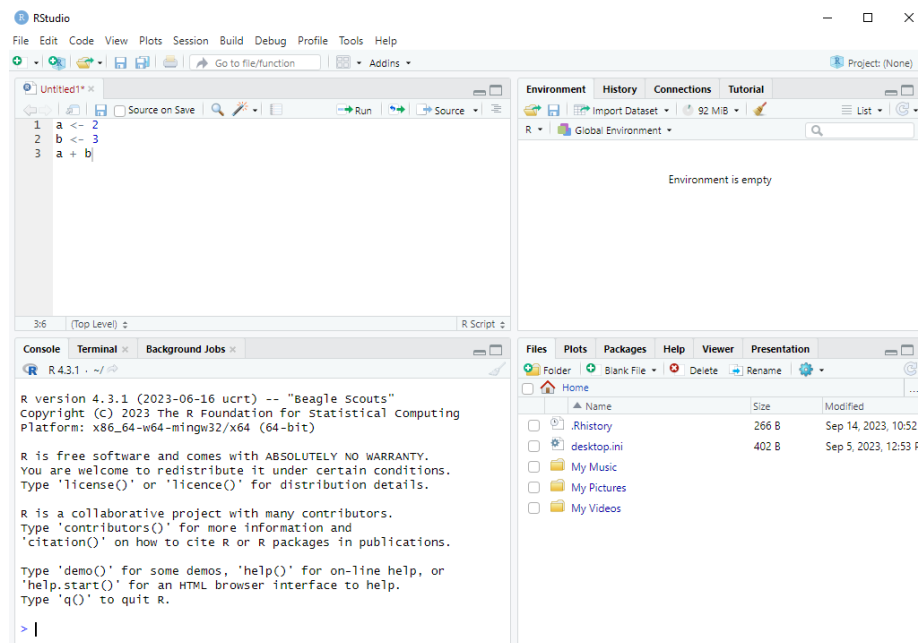 RStudio
File Edit Code View Plots Session Build Debug Profile Tools Help
Go to file/function Addins Project: (None)
Untitled1*
Source on Save Run Source
1 a <- 2
2 b <- 3
3 a + b
3:6 (Top Level) R Script
Console Terminal Background Jobs
R 4.3.1 . ~/
R version 4.3.1 (2023-06-16 ucrt) -- "Beagle Scouts"
Copyright (C) 2023 The R Foundation for Statistical Computing
Platform: x86_64-w64-mingw32/x64 (64-bit)
R is free software and comes with ABSOLUTELY NO WARRANTY.
You are welcome to redistribute it under certain conditions.
Type 'license()' or 'licence()' for distribution details.
R is a collaborative project with many contributors.
Type 'contributors()' for more information and
'citation()' on how to cite R or R packages in publications.
Type 'demo()' for some demos, 'help()' for on-line help, or
'help.start()' for an HTML browser interface to help.
Type 'q()' to quit R.
>
Environment History Connections Tutorial
Import Dataset 92 MiB List
R Global Environment
Environment is empty
Files Plots Packages Help Viewer Presentation
Folder Blank File Delete Rename
Home ...
Name Size Modified
.Rhistory 266 B Sep 14, 2023, 10:52
desktop.ini 402 B Sep 5, 2023, 12:53 P
My Music
My Pictures
My Videos